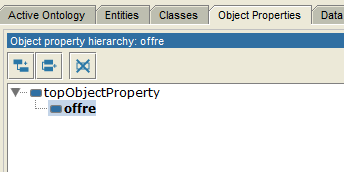 Active Ontology Entities Classes Object Properties Data
Object property hierarchy: offre
topObjectProperty
offre